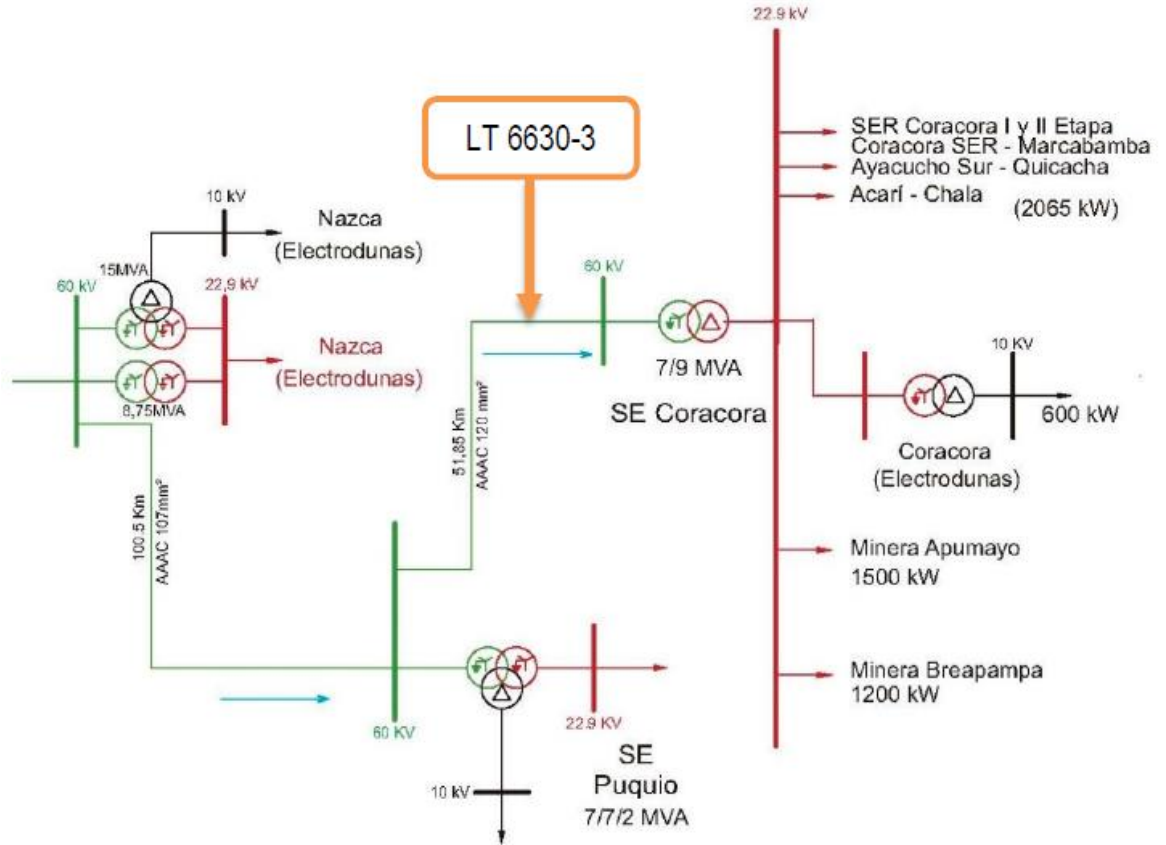 22.9 kV
LT 6630-3
SER Coracora I y II Etapa
Coracora SER - Marcabamba
Ayacucho Sur - Quicacha
Acarí - Chala
(2065 kW)
10 kV
Nazca
(Electrodunas)
15MVA
60 kV
22,9 kV
Nazca
(Electrodunas)
8,75MVA
60 kV
7/9 MVA
SE Coracora
10 KV
600 kW
Coracora
(Electrodunas)
100.5 Km
AAAC 107mm²
51,85 Km
AAAC 120 mm²
Minera Apumayo
1500 kW
Minera Breapampa
1200 kW
60 KV
22.9 KV
SE
Puquio
7/7/2 MVA
10 kV